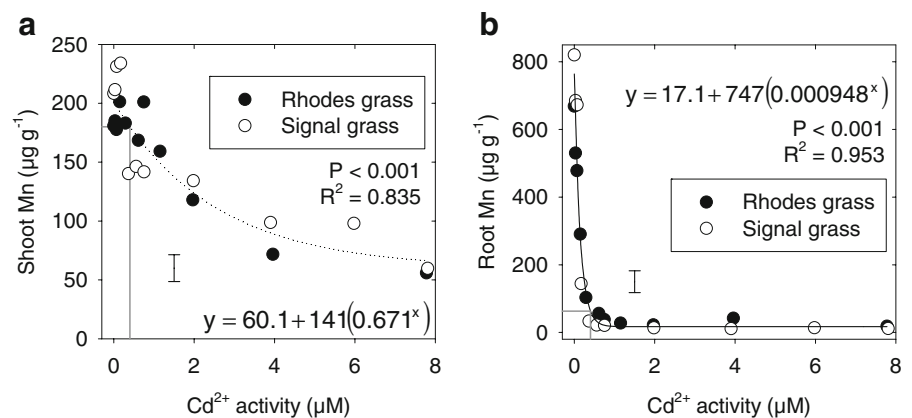 a
250
200
150
100
50
0
Shoot Mn (µg g⁻¹)
Rhodes grass
Signal grass
P < 0.001
R² = 0.835
y = 60.1+141(0.671ˣ)
0 2 4 6 8
Cd²⁺ activity (µM)
b
800
600
400
200
0
Root Mn (µg g⁻¹)
y = 17.1+747(0.000948ˣ)
P < 0.001
R² = 0.953
Rhodes grass
Signal grass
0 2 4 6 8
Cd²⁺ activity (µM)